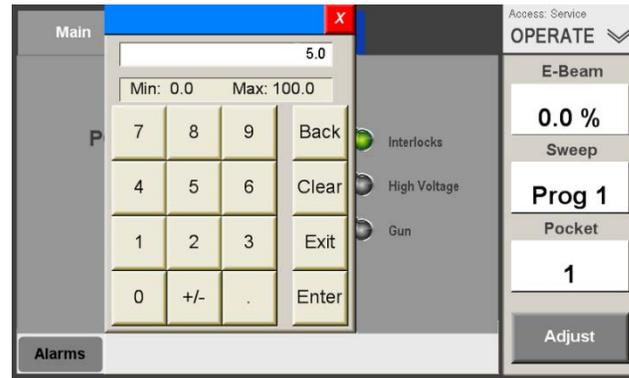 Main
X
5.0
Min: 0.0 Max: 100.0
7 8 9 Back
4 5 6 Clear
1 2 3 Exit
0 +/- . Enter
P
Interlocks
High Voltage
Gun
Alarms
Access: Service
OPERATE
E-Beam
0.0 %
Sweep
Prog 1
Pocket
1
Adjust